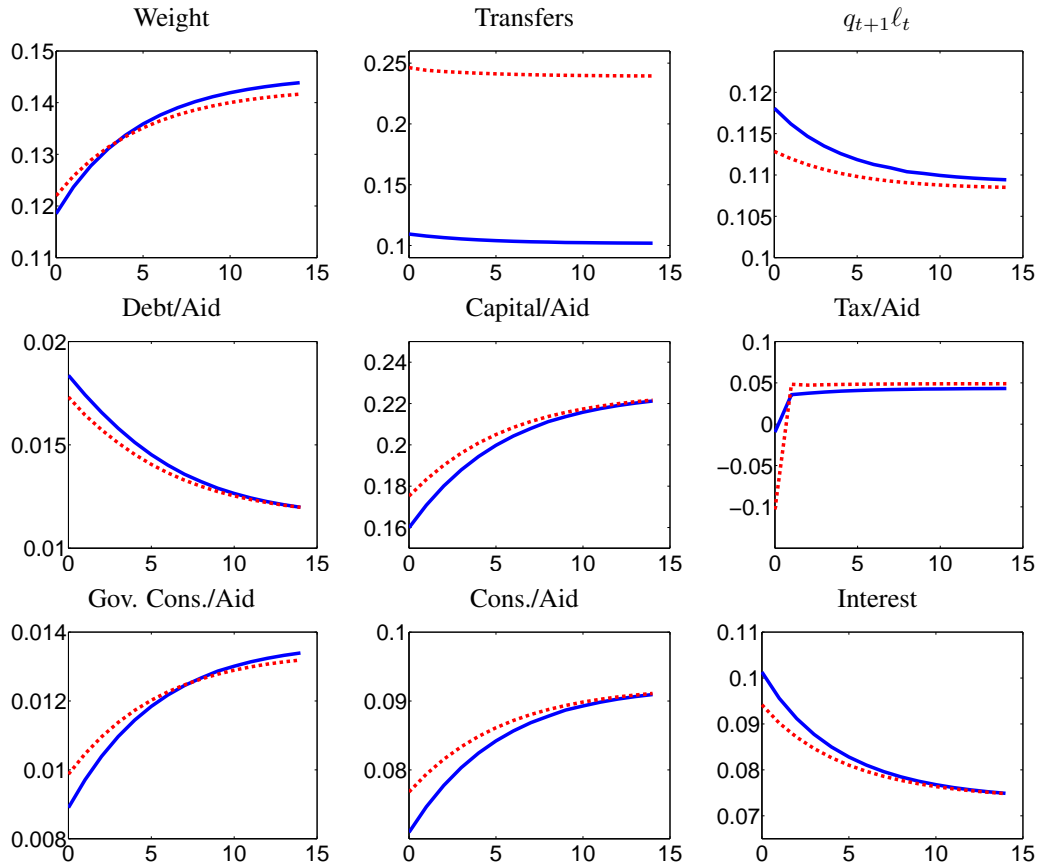 Weight
0.15
0.14
0.13
0.12
0.11
0 5 10 15
Transfers
0.25
0.2
0.15
0.1
0 5 10 15
q_{t+1}ℓ_t
0.12
0.115
0.11
0.105
0.1
0 5 10 15
Debt/Aid
0.02
0.015
0.01
0 5 10 15
Capital/Aid
0.24
0.22
0.2
0.18
0.16
0 5 10 15
Tax/Aid
0.1
0.05
0
−0.05
−0.1
0 5 10 15
Gov. Cons./Aid
0.014
0.012
0.01
0.008
0 5 10 15
Cons./Aid
0.1
0.09
0.08
0 5 10 15
Interest
0.11
0.1
0.09
0.08
0.07
0 5 10 15